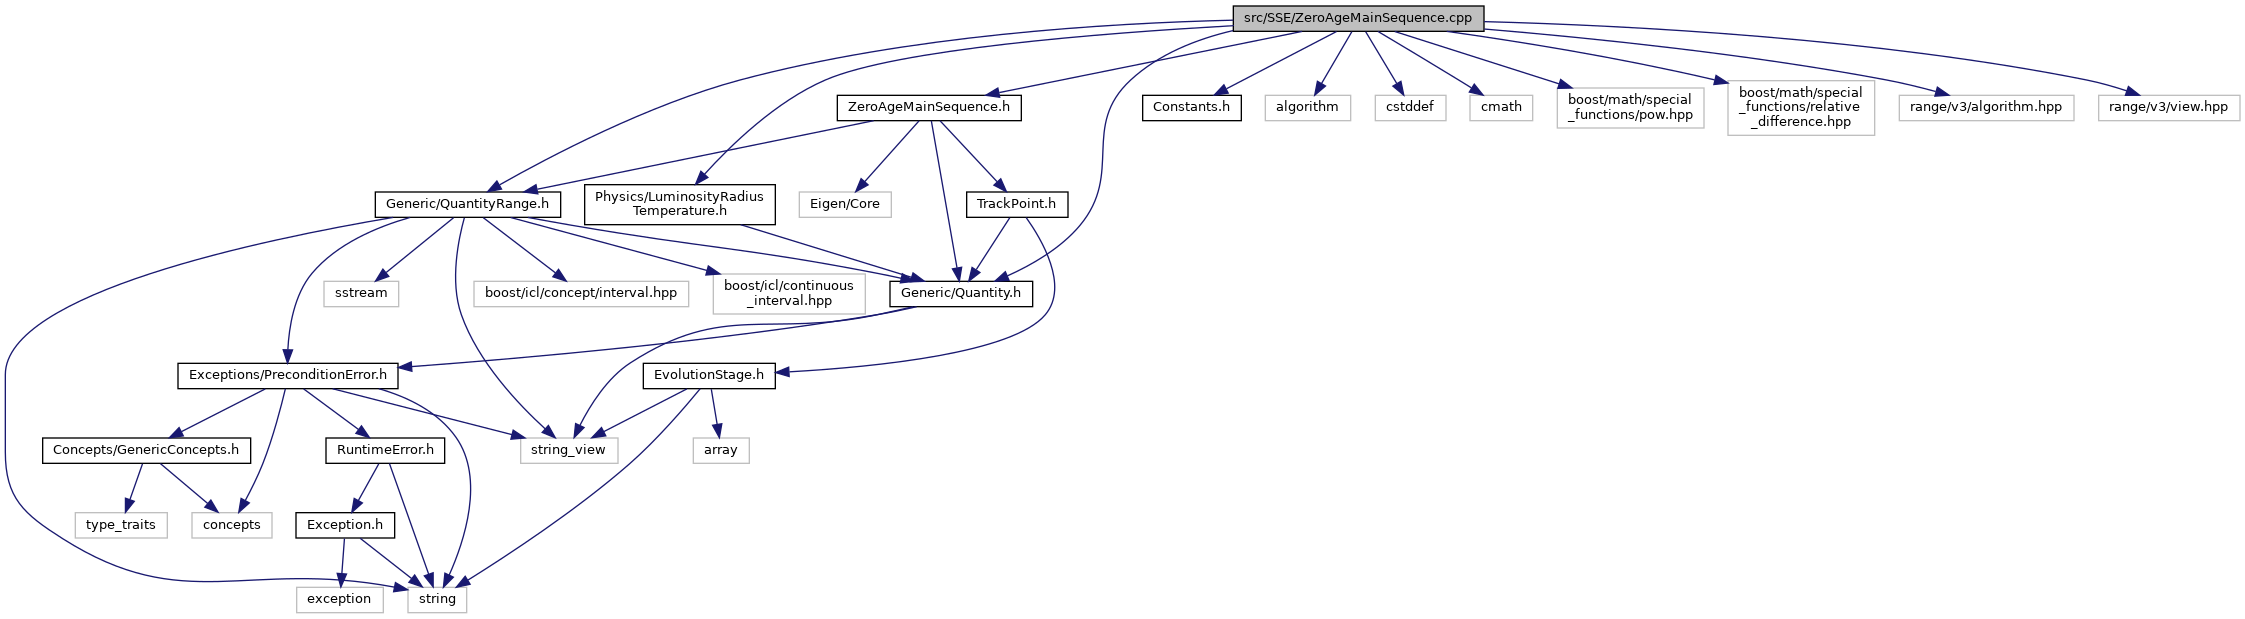 src/SSE/ZeroAgeMainSequence.cpp
ZeroAgeMainSequence.h
Constants.h
algorithm
cstddef
cmath
boost/math/special
_functions/pow.hpp
boost/math/special
_functions/relative
_difference.hpp
range/v3/algorithm.hpp
range/v3/view.hpp
Generic/QuantityRange.h
Physics/LuminosityRadius
Temperature.h
Eigen/Core
TrackPoint.h
sstream
boost/icl/concept/interval.hpp
boost/icl/continuous
_interval.hpp
Generic/Quantity.h
Exceptions/PreconditionError.h
EvolutionStage.h
Concepts/GenericConcepts.h
RuntimeError.h
string_view
array
type_traits
concepts
Exception.h
exception
string